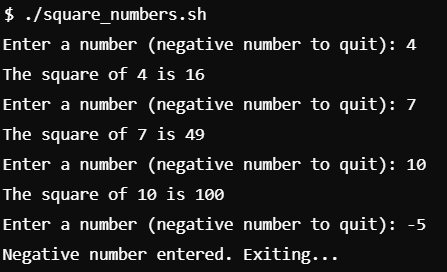 $ ./square_numbers.sh
Enter a number (negative number to quit): 4
The square of 4 is 16
Enter a number (negative number to quit): 7
The square of 7 is 49
Enter a number (negative number to quit): 10
The square of 10 is 100
Enter a number (negative number to quit): -5
Negative number entered. Exiting...